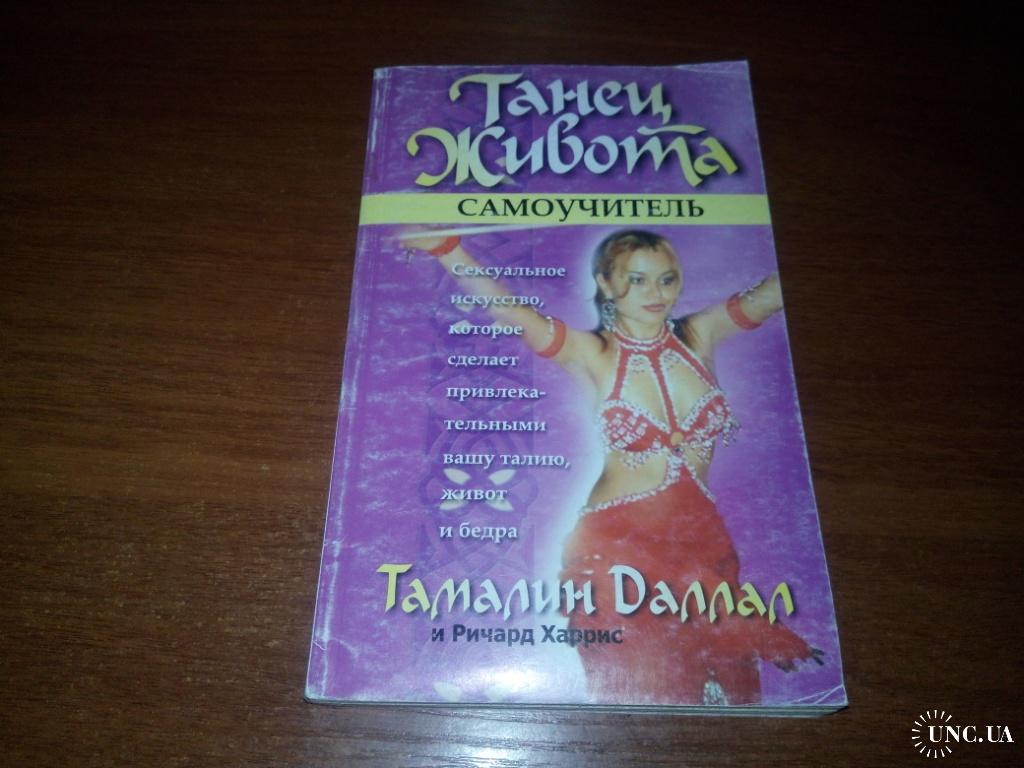 Танец
Живота
САМОУЧИТЕЛЬ
Сексуальное
искусство,
которое
сделает
привлека-
тельными
вашу талию,
живот
и бедра
Тамалин Даллал
и Ричард Харрис
UNC.UA